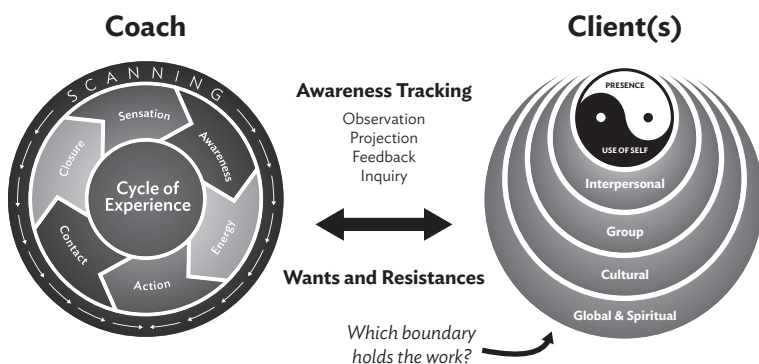 Coach
SCANNING
Sensation
Awareness
Energy
Action
Contact
Closure
Cycle of
Experience
Awareness Tracking
Observation
Projection
Feedback
Inquiry
Wants and Resistances
Client(s)
PRESENCE
USE OF SELF
Interpersonal
Group
Cultural
Global & Spiritual
Which boundary
holds the work?